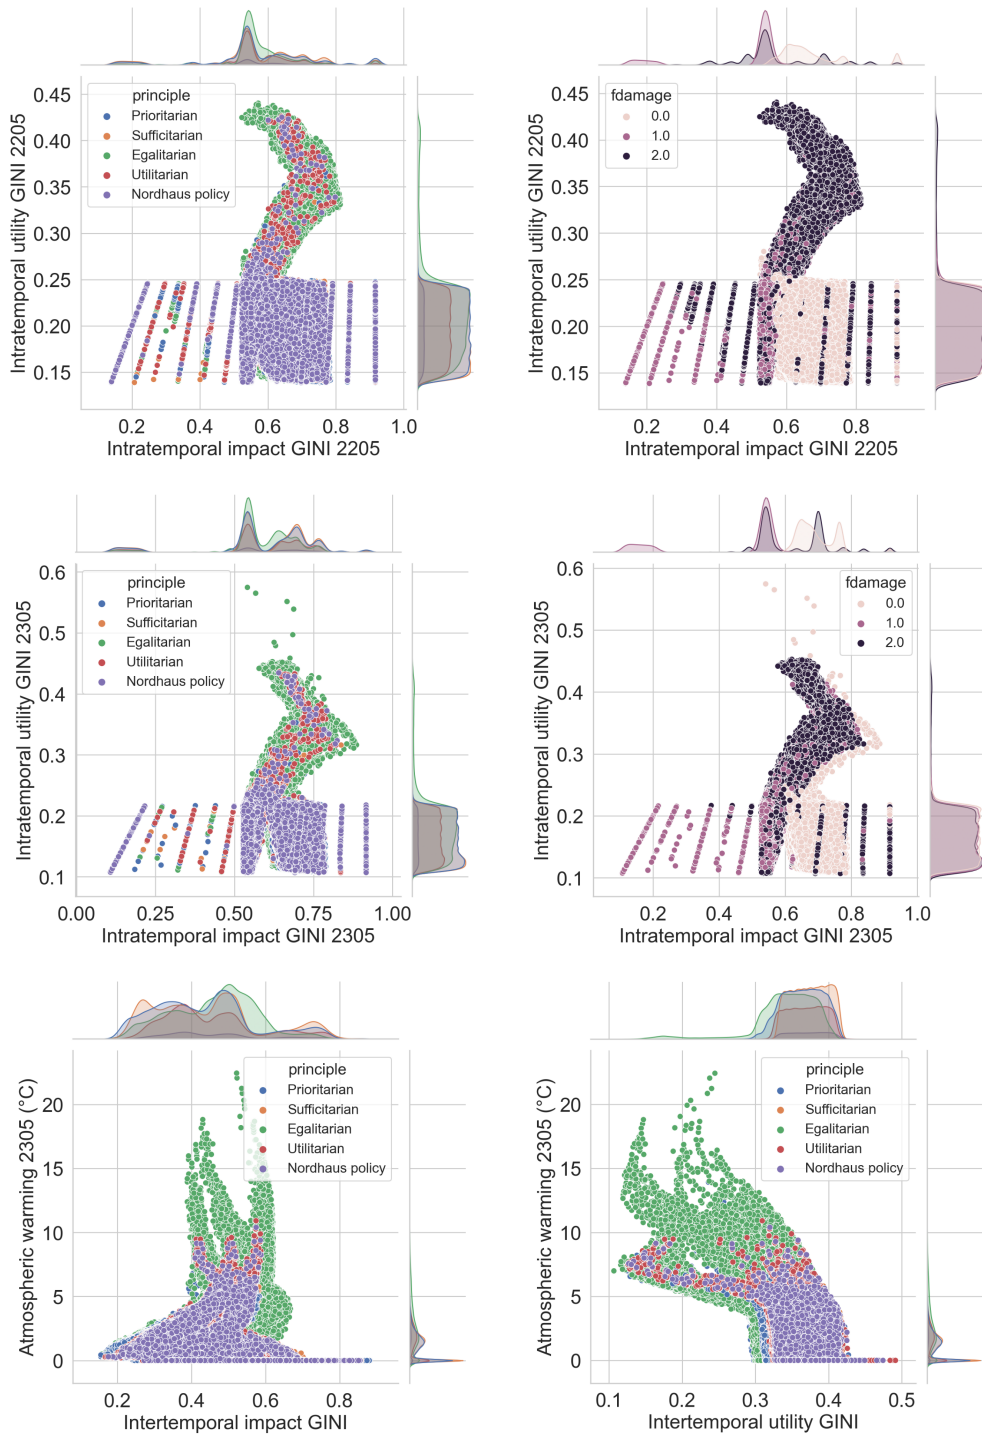 0.45
0.40
0.35
0.30
0.25
0.20
0.15
Intratemporal utility GINI 2205
principle
Prioritarian
Sufficitarian
Egalitarian
Utilitarian
Nordhaus policy
0.2
0.4
0.6
0.8
1.0
Intratemporal impact GINI 2205
0.45
0.40
0.35
0.30
0.25
0.20
0.15
Intratemporal utility GINI 2205
fdamage
0.0
1.0
2.0
0.2
0.4
0.6
0.8
Intratemporal impact GINI 2205
0.6
0.5
0.4
0.3
0.2
0.1
Intratemporal utility GINI 2305
principle
Prioritarian
Sufficitarian
Egalitarian
Utilitarian
Nordhaus policy
0.00
0.25
0.50
0.75
1.00
Intratemporal impact GINI 2305
0.6
0.5
0.4
0.3
0.2
0.1
Intratemporal utility GINI 2305
fdamage
0.0
1.0
2.0
0.2
0.4
0.6
0.8
1.0
Intratemporal impact GINI 2305
20
15
10
5
0
Atmospheric warming 2305 (°C)
principle
Prioritarian
Sufficitarian
Egalitarian
Utilitarian
Nordhaus policy
0.2
0.4
0.6
0.8
Intertemporal impact GINI
20
15
10
5
0
Atmospheric warming 2305 (°C)
principle
Prioritarian
Sufficitarian
Egalitarian
Utilitarian
Nordhaus policy
0.1
0.2
0.3
0.4
0.5
Intertemporal utility GINI